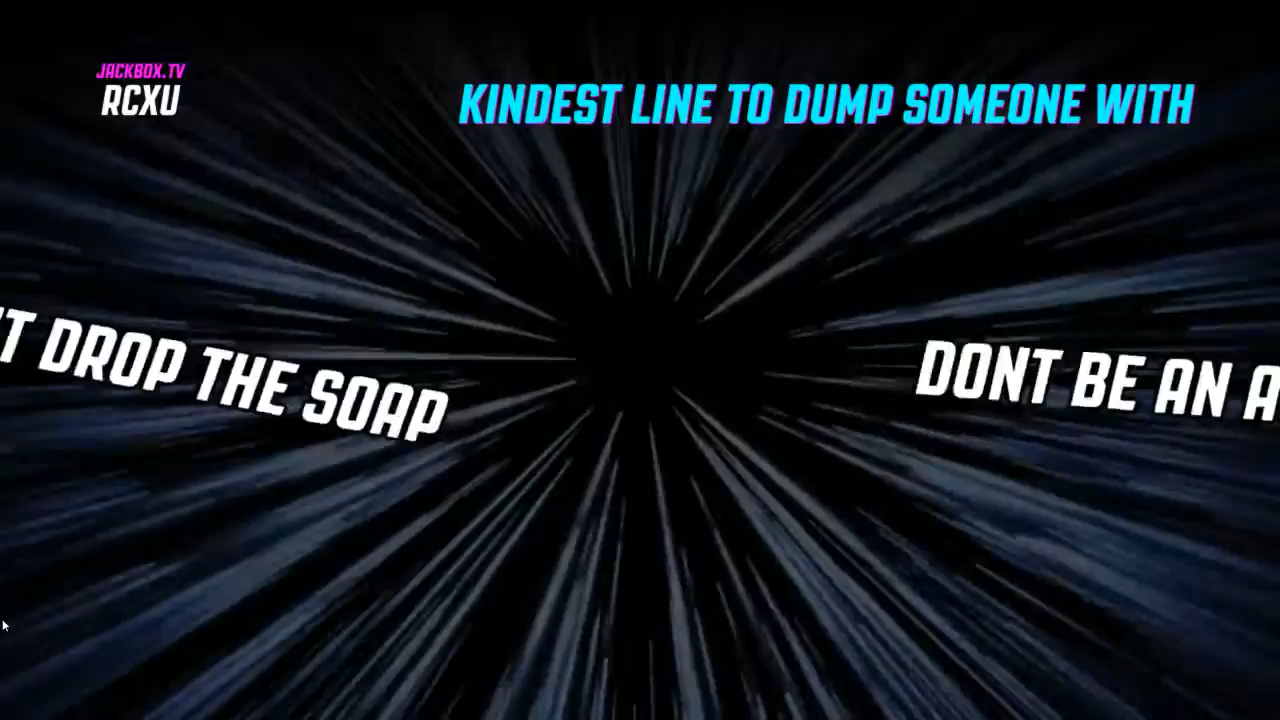 JACKBOX.TV
RCXU
KINDEST LINE TO DUMP SOMEONE WITH
T DROP THE SOAP
DONT BE AN A